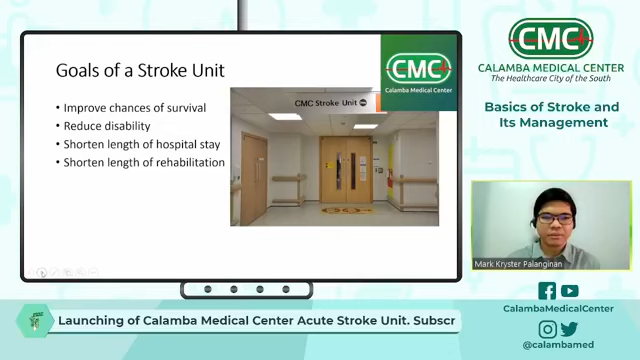 Goals of a Stroke Unit
• Improve chances of survival
• Reduce disability
• Shorten length of hospital stay
• Shorten length of rehabilitation
CMC
Calamba Medical Center
CMC Stroke Unit
CMC
CALAMBA MEDICAL CENTER
The Healthcare City of the South
Basics of Stroke and
Its Management
Mark Kryster Palanginan
CalambaMedicalCenter
@calambamed
Launching of Calamba Medical Center Acute Stroke Unit. Subscr